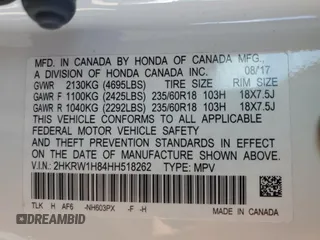 MFD. IN CANADA BY HONDA OF CANADA MFG.,
A DIVISION OF HONDA CANADA INC. 08/17
GVWR 2130KG (4695LBS) TIRE SIZE RIM SIZE
GAWR F 1100KG (2425LBS) 235/60R18 103H 18X7.5J
GAWR R 1040KG (2292LBS) 235/60R18 103H 18X7.5J
THIS VEHICLE CONFORMS TO ALL APPLICABLE
FEDERAL MOTOR VEHICLE SAFETY AND
THEFT PREVENTION STANDARDS IN EFFECT ON
THE DATE OF MANUFACTURE SHOWN ABOVE.
V.I.N.: 2HKRW1H84HH518262 TYPE: MPV
TLK H AF6 -NH603PX -F -H
MADE IN CANADA
DRIVEOMATIC